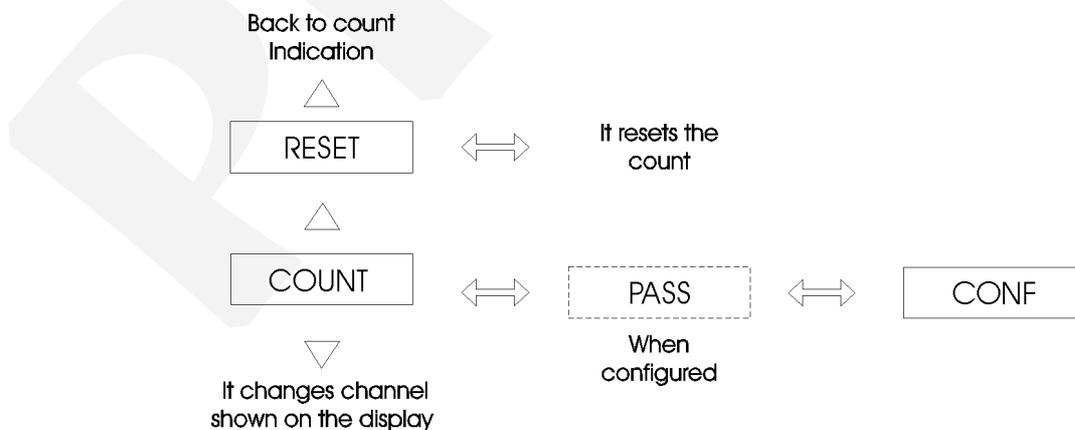 Back to count
Indication
RESET
It resets the
count
COUNT
PASS
CONF
When
configured
It changes channel
shown on the display